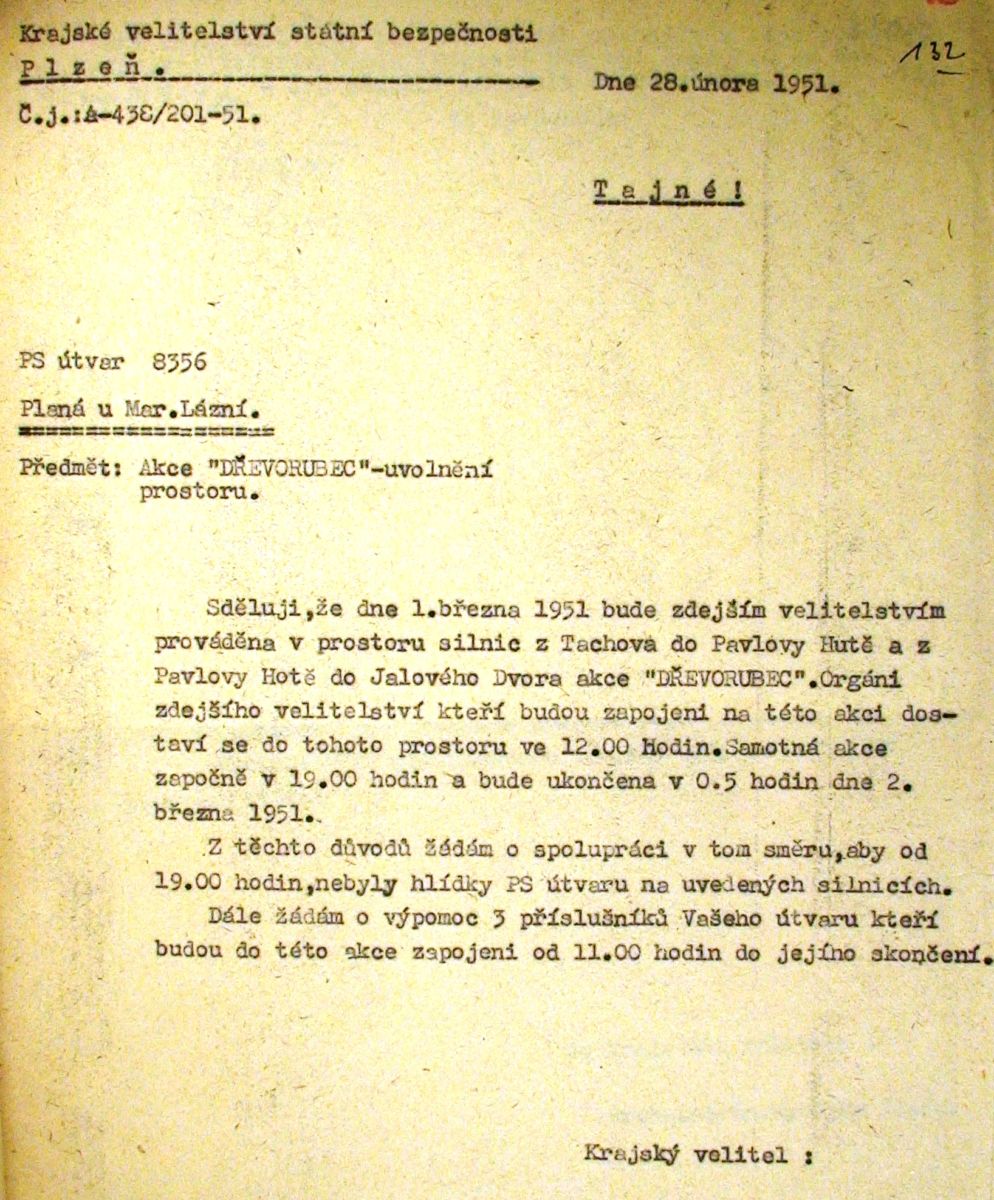 Krajské velitelství státní bezpečnosti
132
Plzeň.
Dne 28.února 1951.
Č.j.:A-438/201-51.
Tajné!
PS útvar 8356
Planá u Mar.Lázní.
Předmět: Akce "DŘEVORUBEC"-uvolnění
prostoru.
Sděluji,že dne 1.března 1951 bude zdejším velitelstvím
prováděna v prostoru silnic z Tachova do Pavlovy Hutě a z
Pavlovy Hotě do Jalového Dvora akce "DŘEVORUBEC".Orgáni
zdejšího velitelství kteří budou zapojeni na této akci dos-
taví se do tohoto prostoru ve 12.00 Hodin.Samotná akce
započně v 19.00 hodin a bude ukončena v 0.5 hodin dne 2.
března 1951.
Z těchto důvodů žádám o spolupráci v tom směru,aby od
19.00 hodin,nebyly hlídky PS útvaru na uvedených silnicích.
Dále žádám o výpomoc 3 příslušníků Vašeho útvaru kteří
budou do této akce zapojeni od 11.00 hodin do jejího skončení.
Krajský velitel :